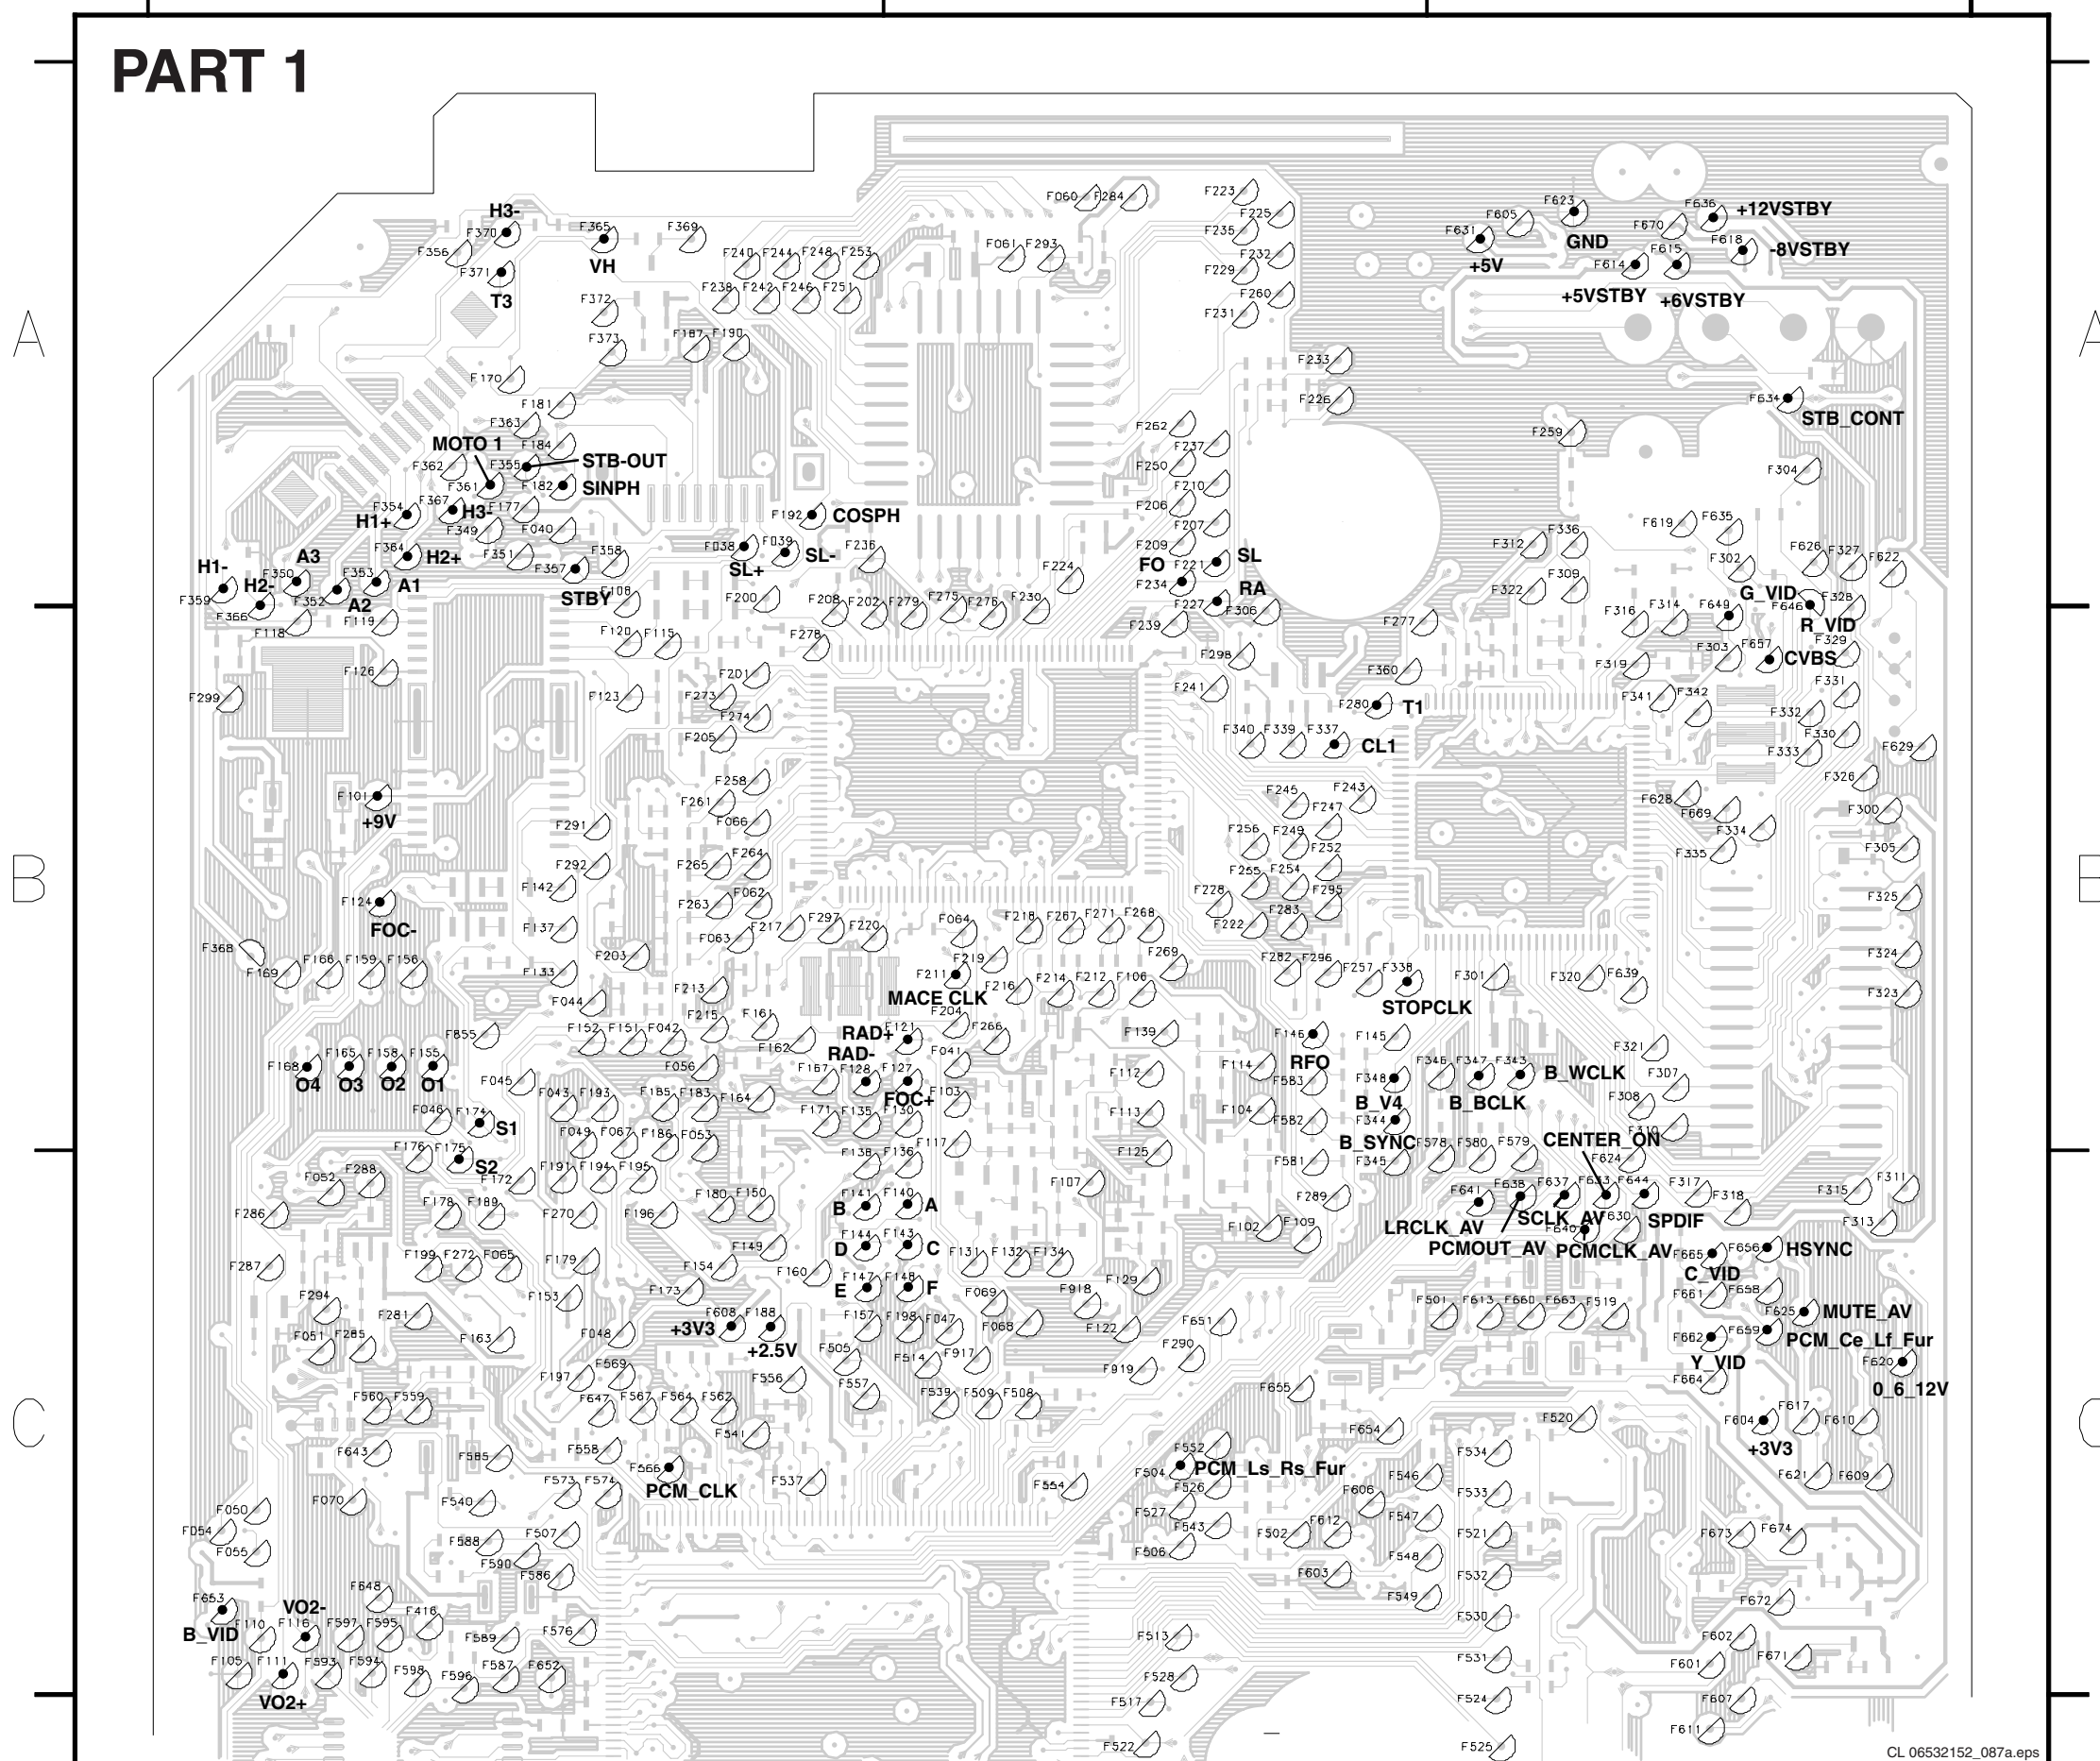 PART 1
F060 F284 F223
H3- F365 F369 F225 F623 F636 +12VSTBY
F370 F605 F670
F356 F235 F631 GND F615 F618 -8VSTBY
VH F240 F244 F248 F253 F061 F293 F232
F371 F229 +5V F614
T3 F238 F242 F246 F251 F260 +5VSTBY +6VSTBY
F372 F231
F373 F187 F190 F233
A A
F170 F226 F634
F181 STB_CONT
F363 F262 F259
MOTO 1 F184 F237
F362 F355 STB-OUT F250 F304
F361 F182 SINPH F210
F354 F367 H3- F177 F192 COSPH F206
H1+ F349 F040 F207 F336 F619 F635
F364 H2+ F351 F358 F038 F039 SL- F236 F209 SL F312 F626 F327 F622
H1- A3 F357 SL+ F224 FO F221 F302
H2- F350 F353 A1 F234 RA F322 F309 G_VID
F359 F352 A2 STBY F108 F200 F208 F202 F279 F275 F276 F230 F227 F306 F646 F328
F366 F118 F119 F239 F277 F316 F314 F649 R_VID
F120 F115 F278 F298 F303 F657 CVBS F329
F126 F201 F360 F319
F299 F123 F273 F241 F280 T1 F341 F342 F331
F274 F332
F205 F340 F339 F337 CL1 F333 F330 F629
F258 F326
F101 F261 F245 F243 F628
+9V F291 F066 F247 F669 F300
F256 F249 F334
F292 F265 F264 F252 F335 F305
B
F142 F255 F254
F124 F263 F062 F228 F295 F325
FOC- F137 F217 F297 F220 F064 F218 F267 F271 F268 F222 F283
F368 F063
F203 F219 F269 F324
F169 F166 F159 F156 F133 F211 F214 F212 F106 F282 F296 F257 F338 F301 F320 F639
F044 F213 MACE CLK F216 STOPCLK F323
F215 F161 F204
F855 F152 F151 F042 RAD+ F121 F266 F139 F146 F145
F162 RAD- F321
F168 F165 F158 F155 F056 F041 RFO
O4 O3 O2 O1 F045 F167 F128 F127 F112 F114 F583 F348 F346 F347 F343 B_WCLK F307
F043 F193 F185 F183 F164 FOC+ F103 B_V4 B_BCLK F308
F046 F174 S1 F171 F135 F130 F113 F104 F582 F344
F049 F067 F186 F053 F117 B_SYNC F578 F580 F579 CENTER_ON F310
F176 F175 S2 F138 F136 F125 F581 F345 F624
F052 F288 F172 F191 F194 F195 F107 F315 F311
F178 F189 F180 F150 F141 F140 F289 F641 F638 F637 F633 F644 F317 F318
F286 F270 F196 B A F102 F109 LRCLK_AV SCLK_AV F640 F630 SPDIF F313
F144 F143
F287 F199 F272 F065 F179 F149 D C F131 F132 F134 PCMOUT_AV PCMCLK_AV F665 F656 HSYNC
F154 F160 F147 F148 F129 C_VID
F294 F153 F173 E F F069 F918 F661 F658
F281 F608 F188 F157 F198 F047 F068 F122 F651 F501 F613 F660 F663 F519 F625 MUTE_AV
F051 F285 F163 F048 +3V3 +2.5V F662 F659 PCM_Ce_Lf_Fur
F505 F514 F917 F919 F290 Y_VID F620
F197 F569 F556 F664 0_6_12V
F560 F559 F647 F567 F564 F562 F557 F539 F509 F508 F655
C F541 F654 F520 F604 F617 F610
F643 F585 F558 +3V3
F566 F537 F552 F534
F504 PCM_Ls_Rs_Fur F546 F621 F609
PCM_CLK F573 F574 F554 F526
F050 F070 F540 F527 F606 F533
F054 F543 F547
F055 F588 F507 F506 F502 F612 F521 F673 F674
F590 F548
F586 F603 F532
F653 VO2- F648 F549 F672
B_VID F110 F116 F597 F595 F416 F530
F589 F576 F513 F602
F105 F111 F593 F594 F598 F596 F587 F652 F528 F531 F601 F671
VO2+ F517 F524 F607
F522 F525 F611
CL 06532152_087a.eps